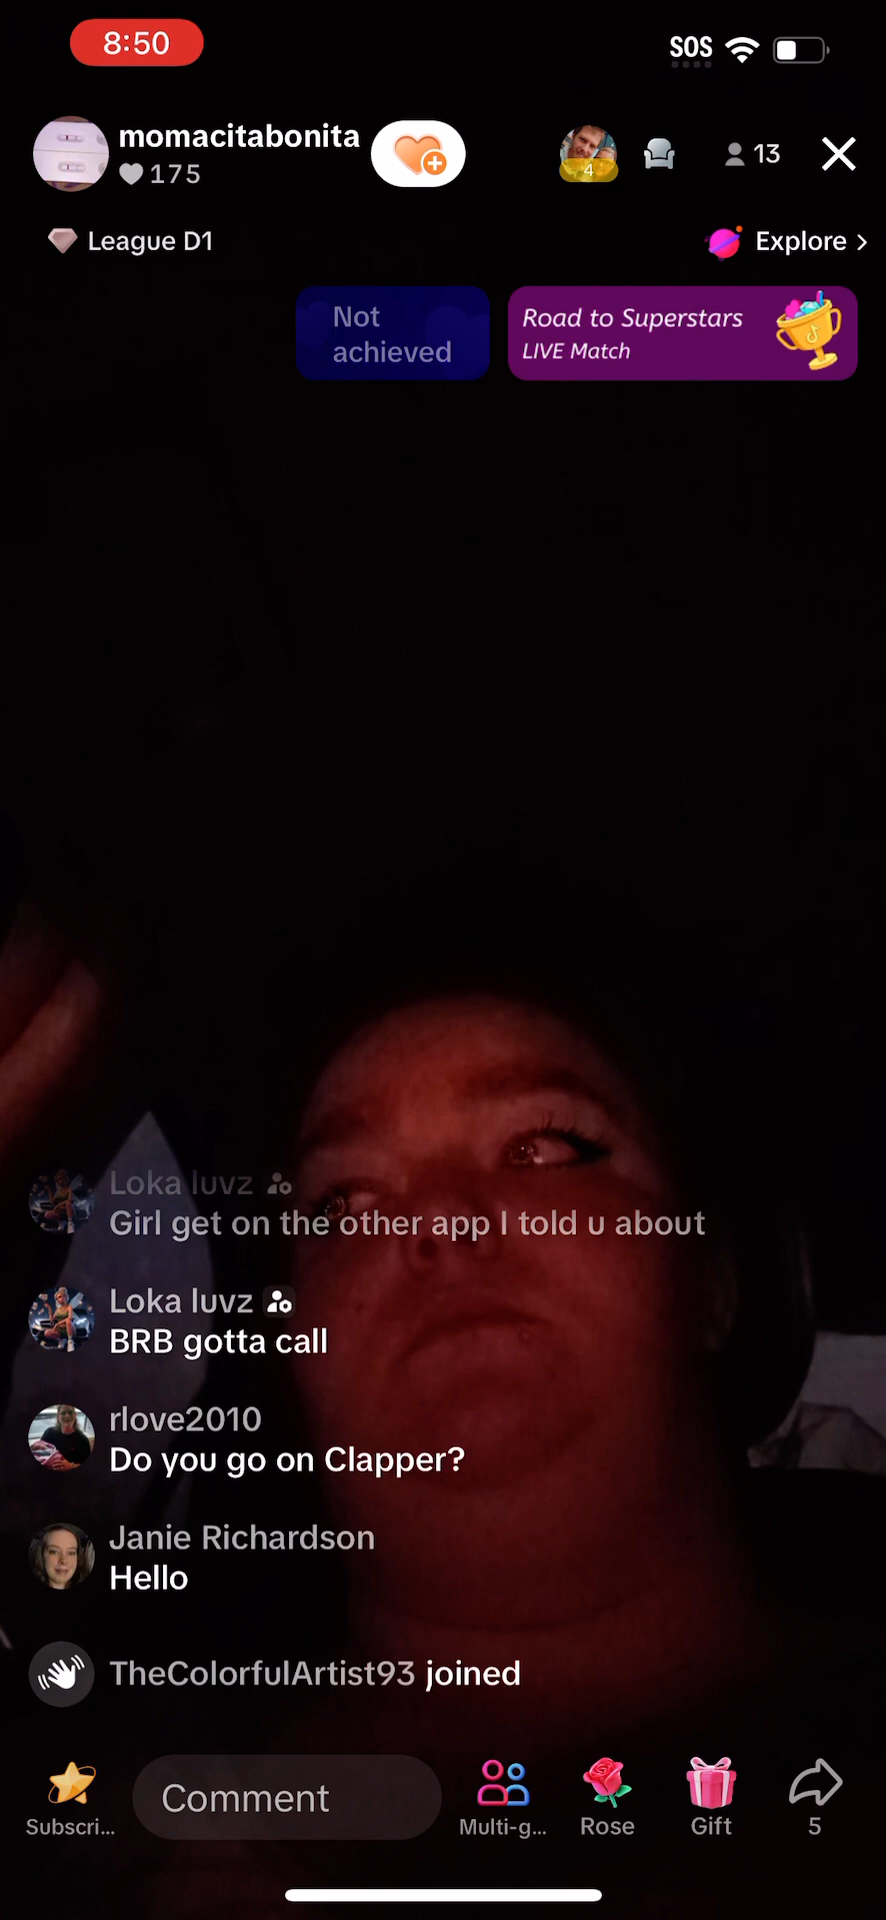 8:50
SOS
momacitabonita
175
4
13
League D1
Explore >
Not
achieved
Road to Superstars
LIVE Match
Loka luvz
Girl get on the other app I told u about
Loka luvz
BRB gotta call
rlove2010
Do you go on Clapper?
Janie Richardson
Hello
TheColorfulArtist93 joined
Comment
Subscri...
Multi-g...
Rose
Gift
5